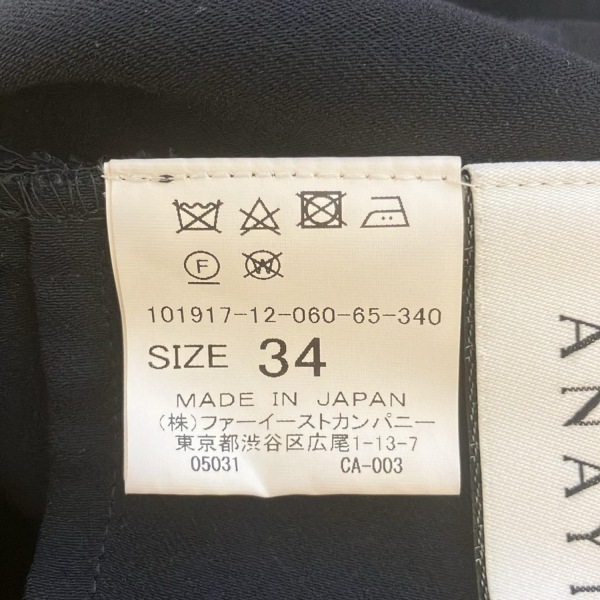 F
W
101917-12-060-65-340
SIZE 34
MADE IN JAPAN
(株)ファーイーストカンパニー
東京都渋谷区広尾1-13-7
05031 CA-003
ANAY